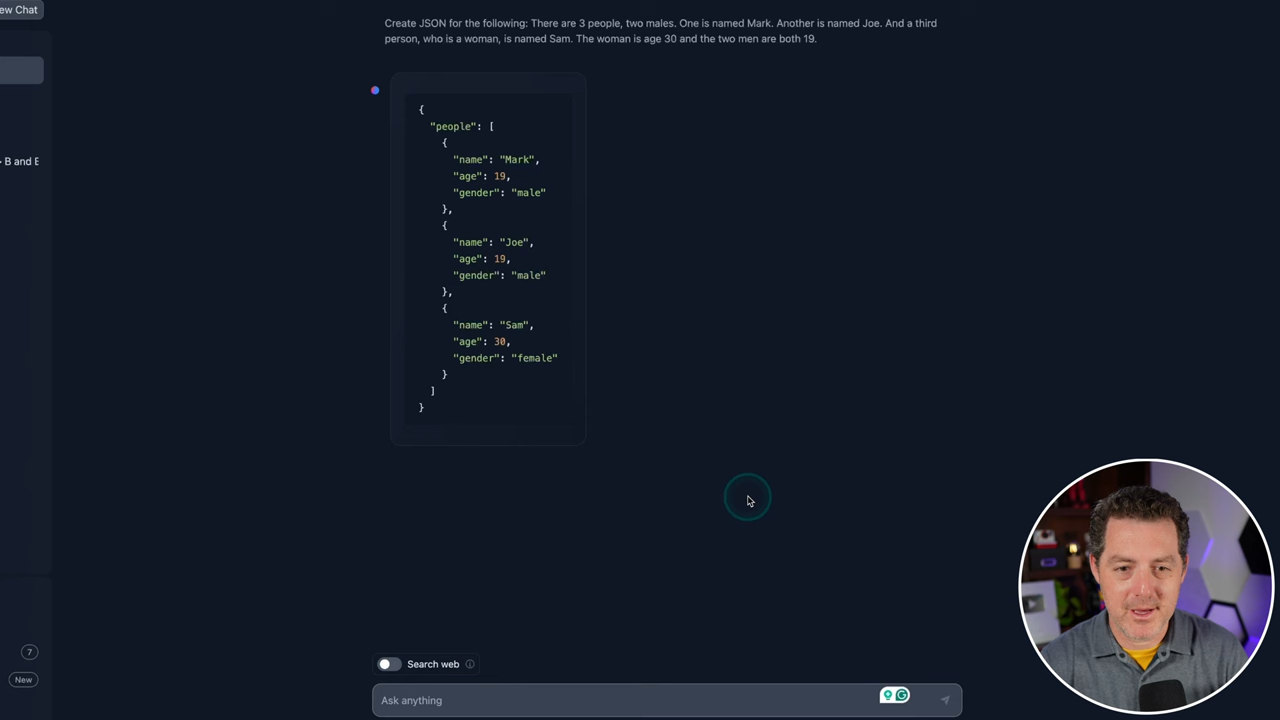 ew Chat
Create JSON for the following: There are 3 people, two males. One is named Mark. Another is named Joe. And a third
person, who is a woman, is named Sam. The woman is age 30 and the two men are both 19.
{
"people": [
{
"name": "Mark",
"age": 19,
"gender": "male"
},
{
"name": "Joe",
"age": 19,
"gender": "male"
},
{
"name": "Sam",
"age": 30,
"gender": "female"
}
]
}
B and E
7
New
Search web
Ask anything